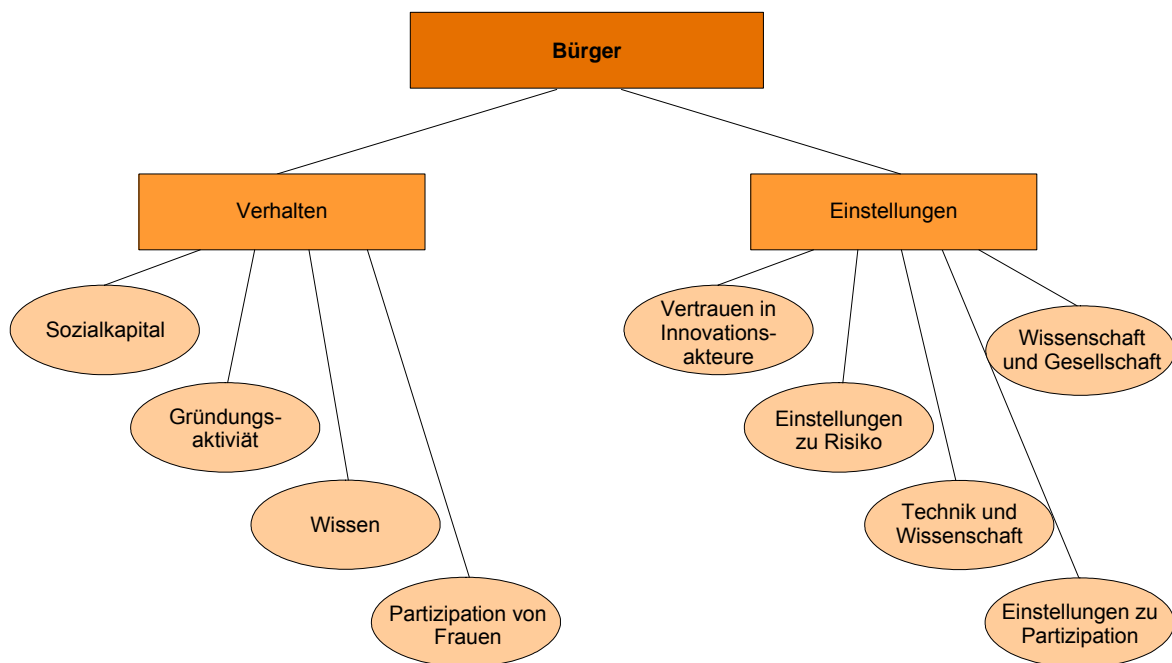 Bürger
Verhalten
Einstellungen
Sozialkapital
Gründungs-
aktiviät
Wissen
Partizipation von
Frauen
Vertrauen in
Innovations-
akteure
Einstellungen
zu Risiko
Technik und
Wissenschaft
Einstellungen zu
Partizipation
Wissenschaft
und Gesellschaft